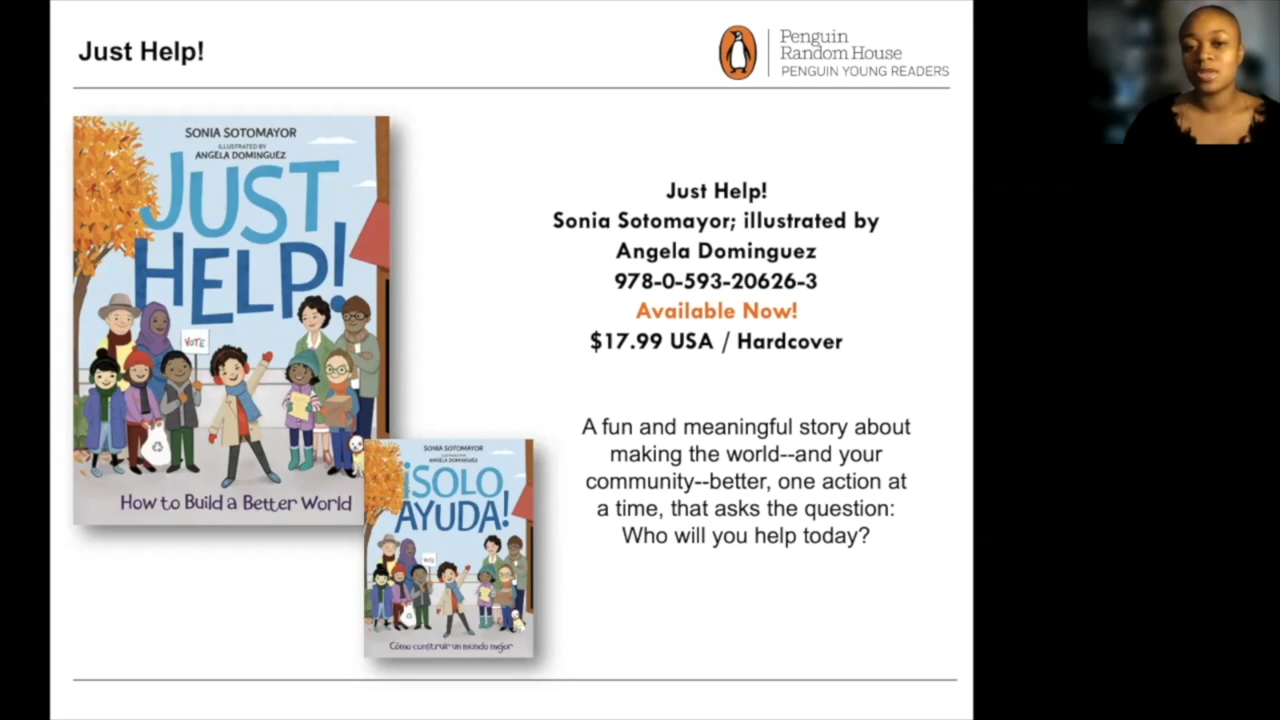 Just Help!
Penguin
Random House
PENGUIN YOUNG READERS
SONIA SOTOMAYOR
ILLUSTRATED BY
ANGELA DOMINGUEZ
JUST
HELP!
VOTE
How to Build a Better World
SONIA SOTOMAYOR
ANGELA DOMINGUEZ
¡SOLO
AYUDA!
VOTE
Cómo construir un mundo mejor
Just Help!
Sonia Sotomayor; illustrated by
Angela Dominguez
978-0-593-20626-3
Available Now!
$17.99 USA / Hardcover
A fun and meaningful story about
making the world--and your
community--better, one action at
a time, that asks the question:
Who will you help today?